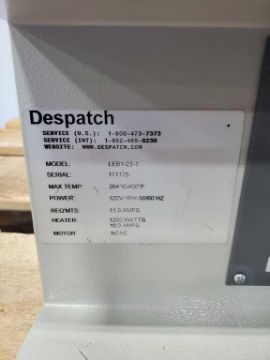 Despatch
SERVICE (U.S.): 1-800-473-7373
SERVICE (INT): 1-952-469-8230
WEBSITE: WWW.DESPATCH.COM
MODEL: LEB1-23-1
SERIAL: 177175
MAX TEMP: 204°C/400°F
POWER: 120V-1PH-50/60 HZ
REQ'MTS: 11.0 AMPS
HEATER: 1200 WATTS
10.0 AMPS
MOTOR: NONE